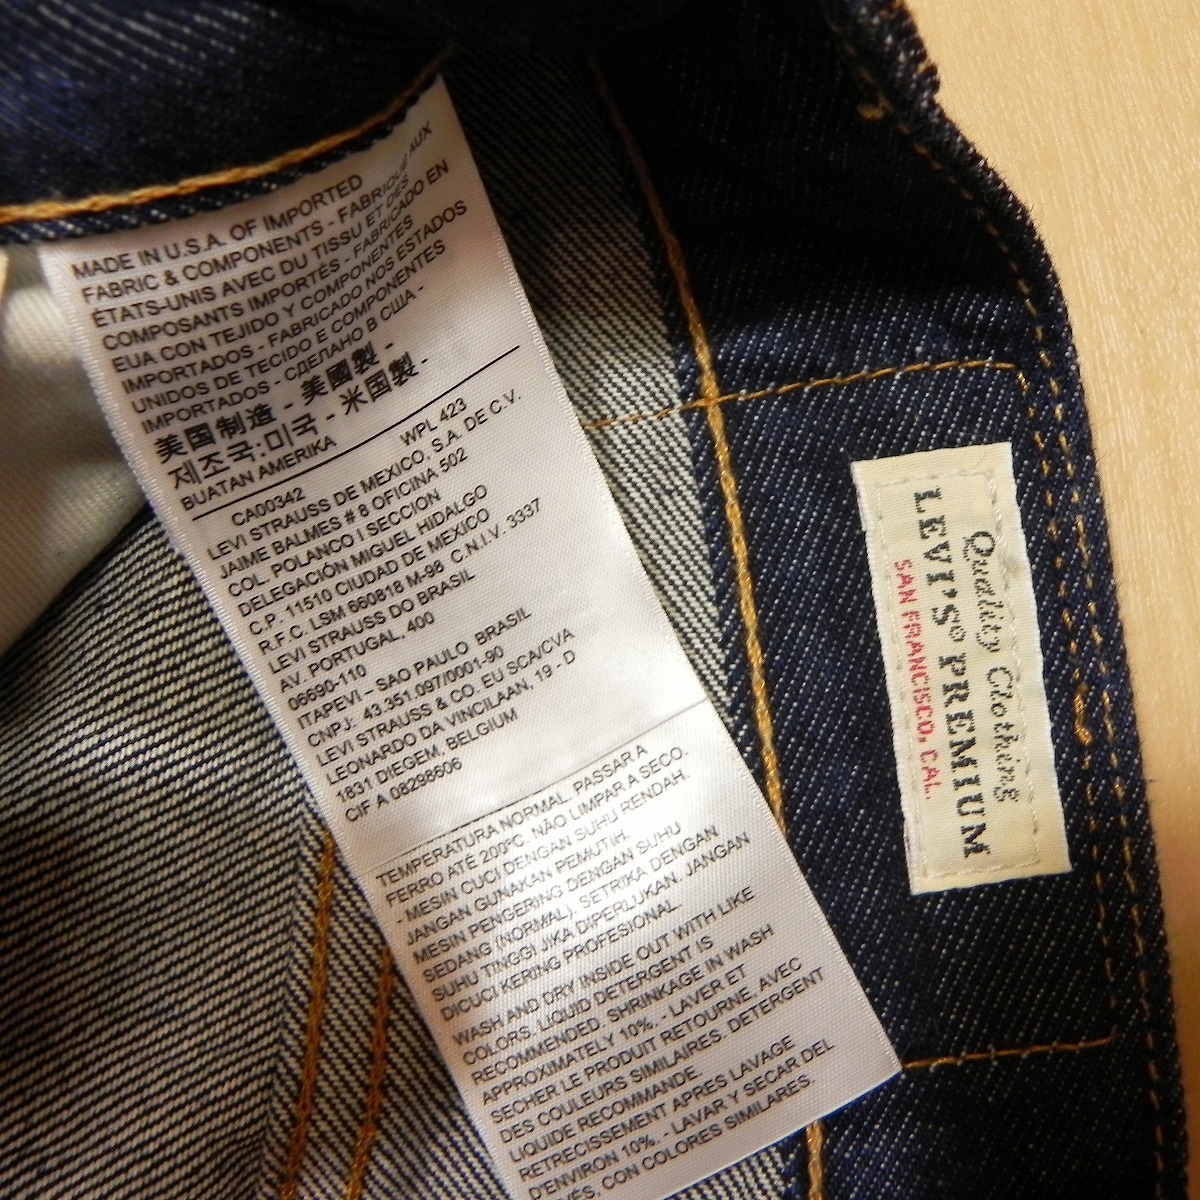 MADE IN U.S.A. OF IMPORTED
FABRIC & COMPONENTS - FABRIQUÉ AUX
ÉTATS-UNIS AVEC DU TISSU ET DES
COMPOSANTS IMPORTÉS - FABRICADO EN
EUA CON TEJIDO Y COMPONENTES
IMPORTADOS - FABRICADO NOS ESTADOS
UNIDOS DE TECIDO E COMPONENTES
IMPORTADOS - СДЕЛАНО В США -
美国制造 - 美國製 -
제조국:미국 - 米国製 -
BUATAN AMERIKA
WPL 423
CA00342
LEVI STRAUSS DE MEXICO, S.A. DE C.V.
JAIME BALMES # 8 OFICINA 502
COL. POLANCO I SECCION
DELEGACIÓN MIGUEL HIDALGO
C.P. 11510 CIUDAD DE MEXICO
R.F.C. LSM 660818 M-98 C.N.I.V. 3337
LEVI STRAUSS DO BRASIL
AV. PORTUGAL, 400
06690-110
ITAPEVI – SAO PAULO BRASIL
CNPJ: 43.351.097/0001-90
LEVI STRAUSS & CO. EU SCA/CVA
LEONARDO DA VINCILAAN, 19 - D
1831 DIEGEM, BELGIUM
CIF A 08298606
TEMPERATURA NORMAL. PASSAR A
FERRO ATÉ 200°C. NÃO LIMPAR A SECO.
- MESIN CUCI DENGAN SUHU RENDAH.
JANGAN GUNAKAN PEMUTIH.
MESIN PENGERING DENGAN SUHU
SEDANG (NORMAL). SETRIKA DENGAN
SUHU TINGGI JIKA DIPERLUKAN. JANGAN
DICUCI KERING PROFESIONAL.
WASH AND DRY INSIDE OUT WITH LIKE
COLORS. LIQUID DETERGENT IS
RECOMMENDED. SHRINKAGE IN WASH
APPROXIMATELY 10%. - LAVER ET
SECHER LE PRODUIT RETOURNE, AVEC
DES COULEURS SIMILAIRES. DETERGENT
LIQUIDE RECOMMANDE.
RETRECISSEMENT APRES LAVAGE
D'ENVIRON 10%. - LAVAR Y SECAR DEL
CON COLORES SIMILARES.
Quality Clothing
LEVI'S® PREMIUM
SAN FRANCISCO, CAL.